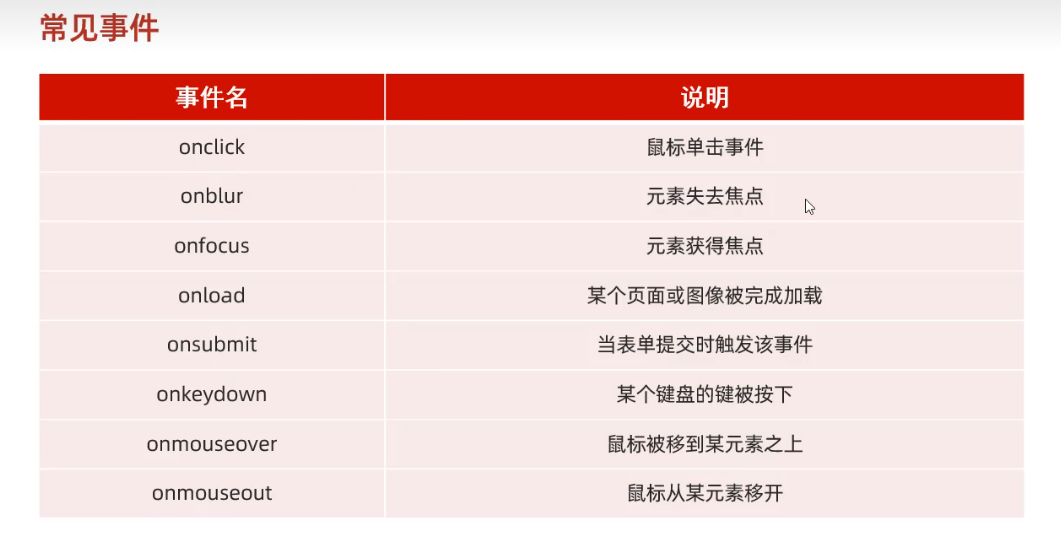 常见事件
事件名 说明
onclick 鼠标单击事件
onblur 元素失去焦点
onfocus 元素获得焦点
onload 某个页面或图像被完成加载
onsubmit 当表单提交时触发该事件
onkeydown 某个键盘的键被按下
onmouseover 鼠标被移到某元素之上
onmouseout 鼠标从某元素移开